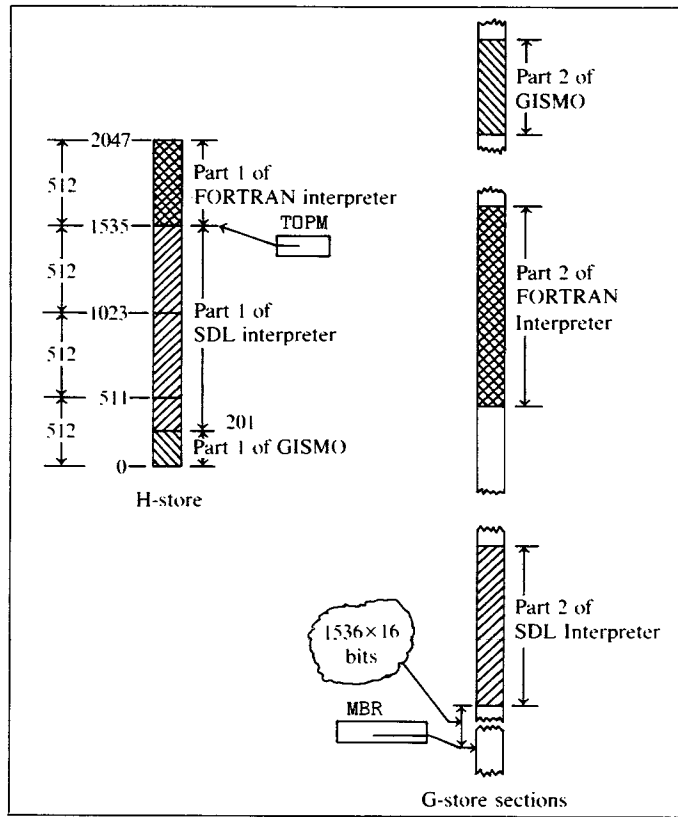 Part 2 of
GISMO
2047
512
Part 1 of
FORTRAN interpreter
1535
TOPM
512
Part 1 of
SDL interpreter
1023
512
511
201
512
Part 1 of GISMO
0
H-store
Part 2 of
FORTRAN
Interpreter
1536×16
bits
Part 2 of
SDL Interpreter
MBR
G-store sections